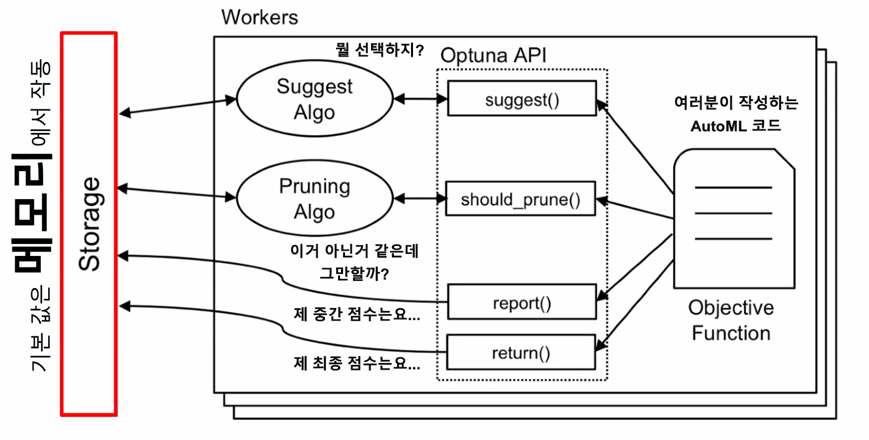 Workers
뭘 선택하지?
Optuna API
Suggest
Algo
suggest()
여러분이 작성하는
AutoML 코드
기본 값은 메모리에서 작동
Storage
Pruning
Algo
should_prune()
이거 아닌거 같은데
그만할까?
제 중간 점수는요...
report()
Objective
Function
제 최종 점수는요...
return()